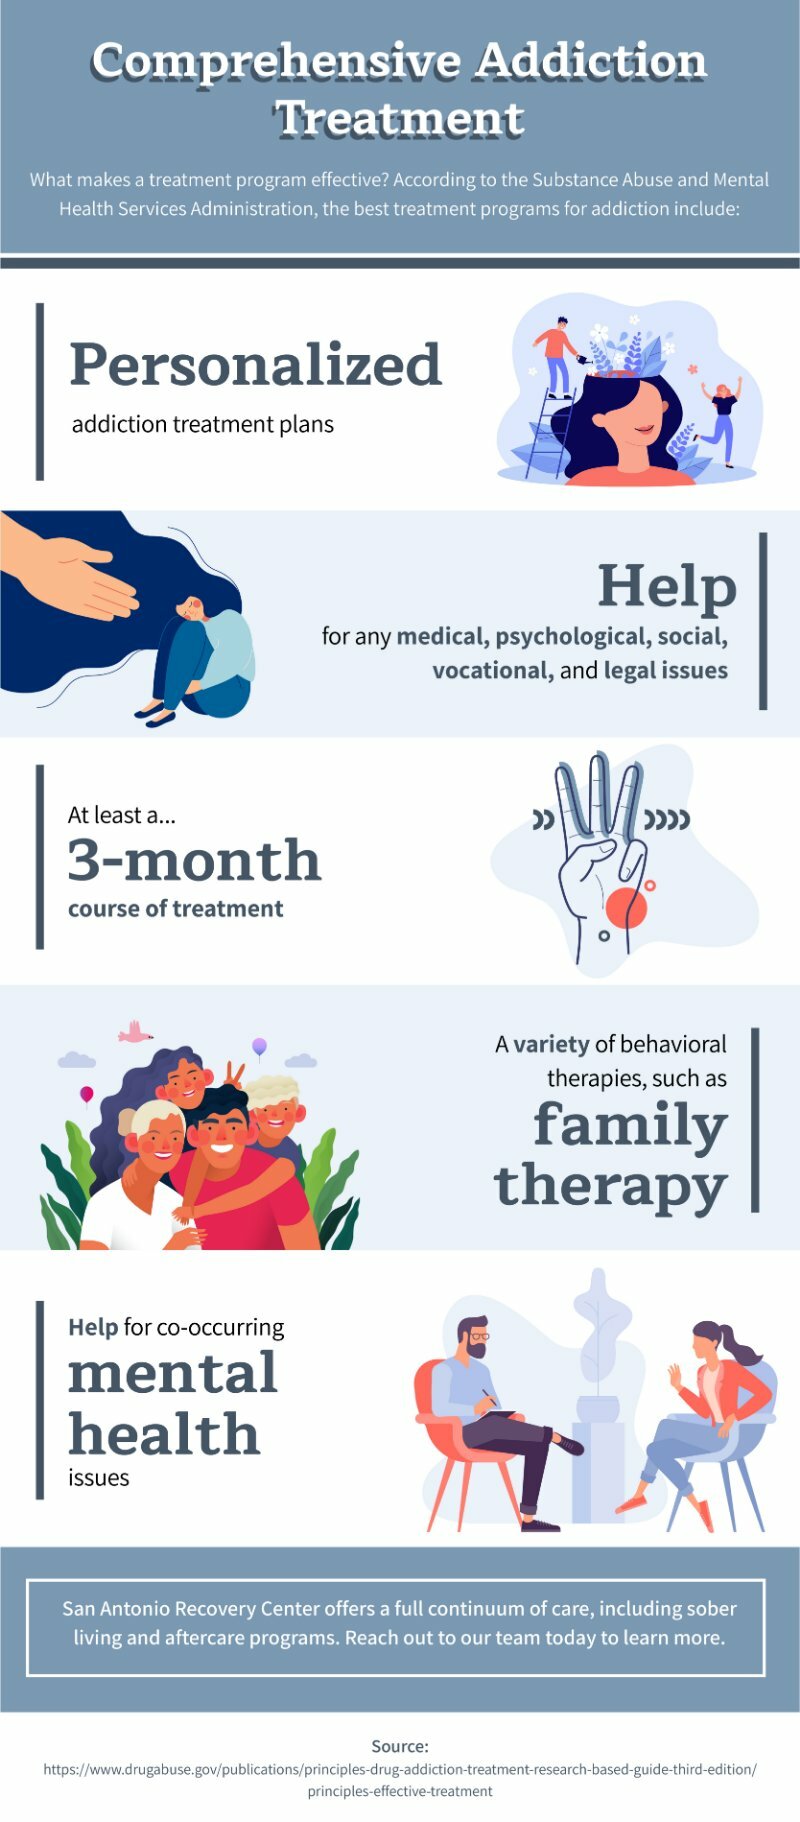 Comprehensive Addiction
Treatment
What makes a treatment program effective? According to the Substance Abuse and Mental
Health Services Administration, the best treatment programs for addiction include:
Personalized
addiction treatment plans
Help
for any medical, psychological, social,
vocational, and legal issues
At least a...
3-month
course of treatment
A variety of behavioral
therapies, such as
family
therapy
Help for co-occurring
mental
health
issues
San Antonio Recovery Center offers a full continuum of care, including sober
living and aftercare programs. Reach out to our team today to learn more.
Source:
https://www.drugabuse.gov/publications/principles-drug-addiction-treatment-research-based-guide-third-edition/
principles-effective-treatment